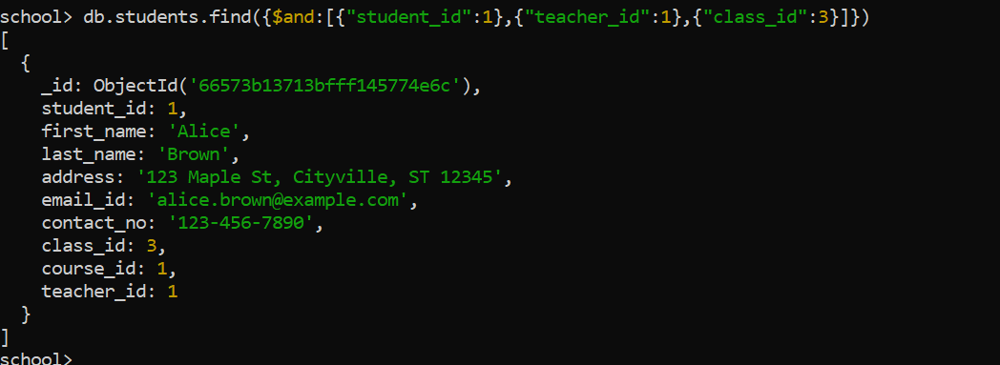 school> db.students.find({$and:[{"student_id":1},{"teacher_id":1},{"class_id":3}]})
[
  {
    _id: ObjectId('66573b13713bfff145774e6c'),
    student_id: 1,
    first_name: 'Alice',
    last_name: 'Brown',
    address: '123 Maple St, Cityville, ST 12345',
    email_id: 'alice.brown@example.com',
    contact_no: '123-456-7890',
    class_id: 3,
    course_id: 1,
    teacher_id: 1
  }
]
school>